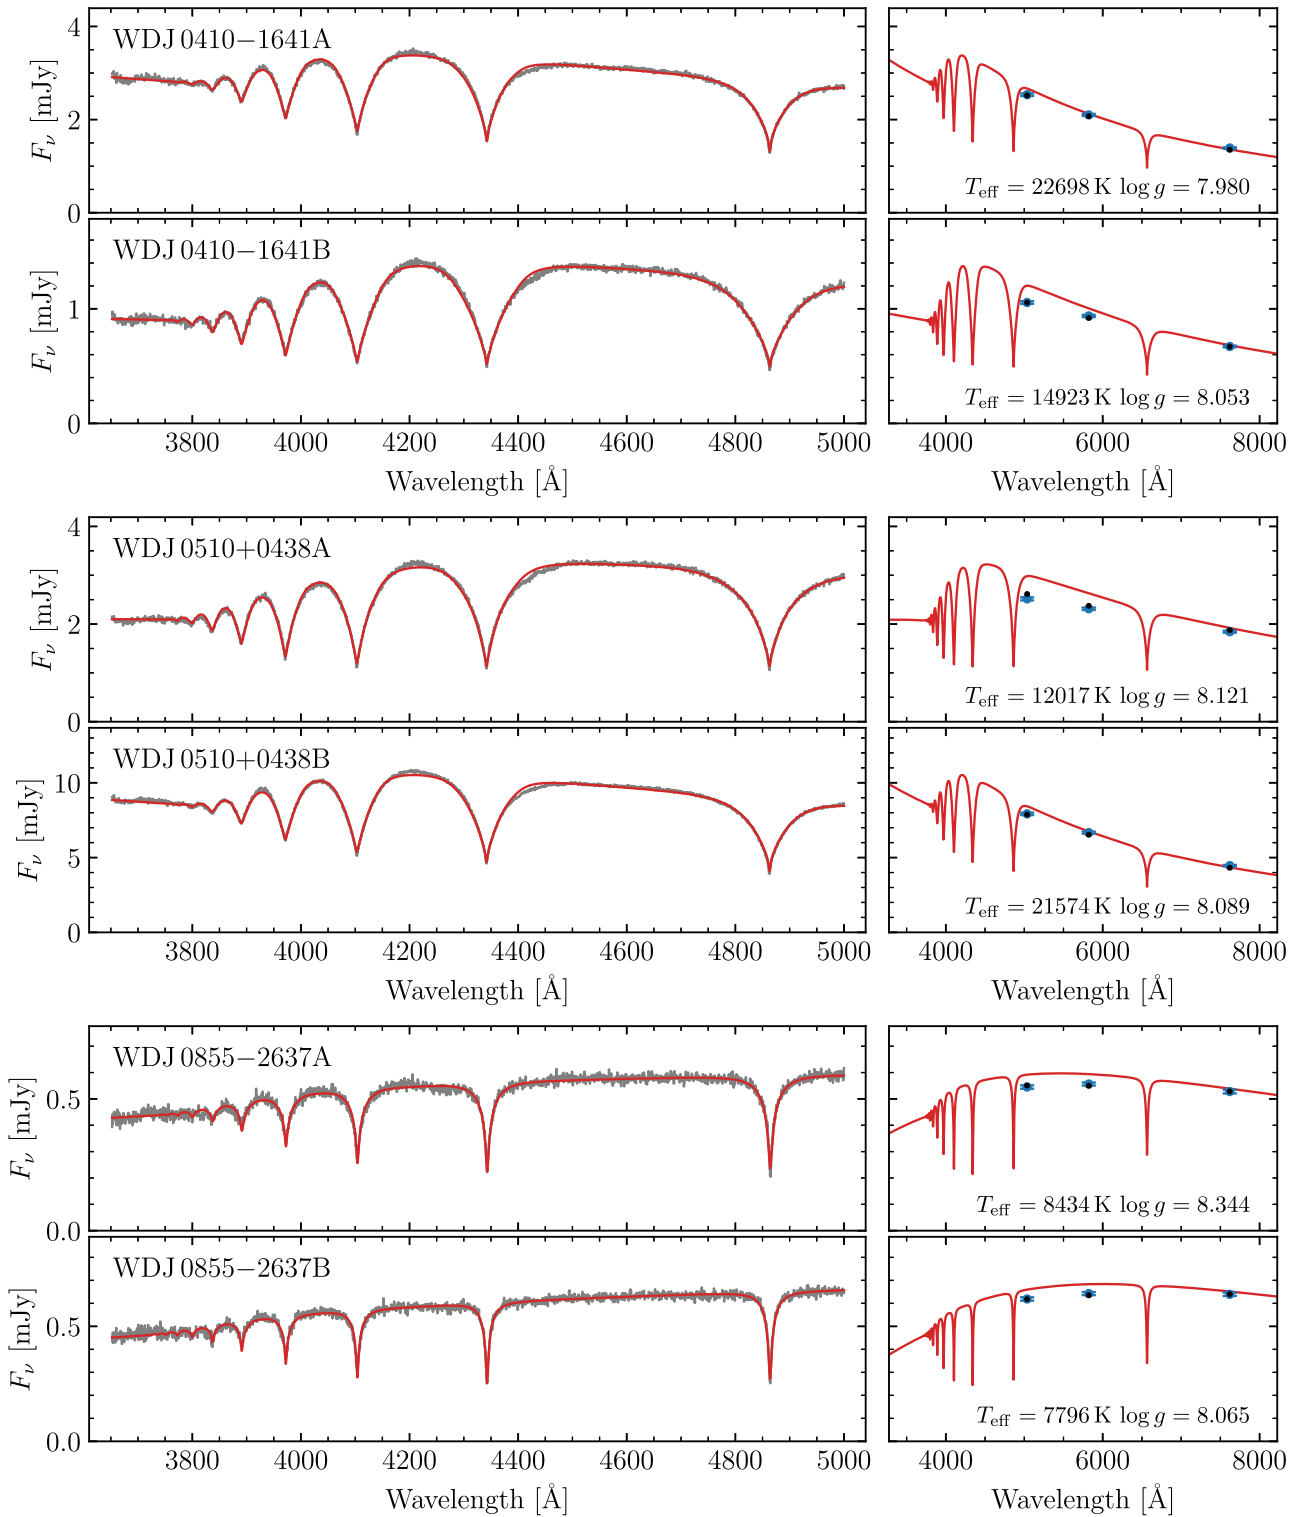 WDJ 0410−1641A
4
2
0
Fν [mJy]
Teff = 22698 K log g = 7.980
WDJ 0410−1641B
1
0
Fν [mJy]
Teff = 14923 K log g = 8.053
3800 4000 4200 4400 4600 4800 5000
4000 6000 8000
Wavelength [Å]
Wavelength [Å]
WDJ 0510+0438A
4
2
0
Fν [mJy]
Teff = 12017 K log g = 8.121
WDJ 0510+0438B
10
5
0
Fν [mJy]
Teff = 21574 K log g = 8.089
3800 4000 4200 4400 4600 4800 5000
4000 6000 8000
Wavelength [Å]
Wavelength [Å]
WDJ 0855−2637A
0.5
0.0
Fν [mJy]
Teff = 8434 K log g = 8.344
WDJ 0855−2637B
0.5
0.0
Fν [mJy]
Teff = 7796 K log g = 8.065
3800 4000 4200 4400 4600 4800 5000
4000 6000 8000
Wavelength [Å]
Wavelength [Å]